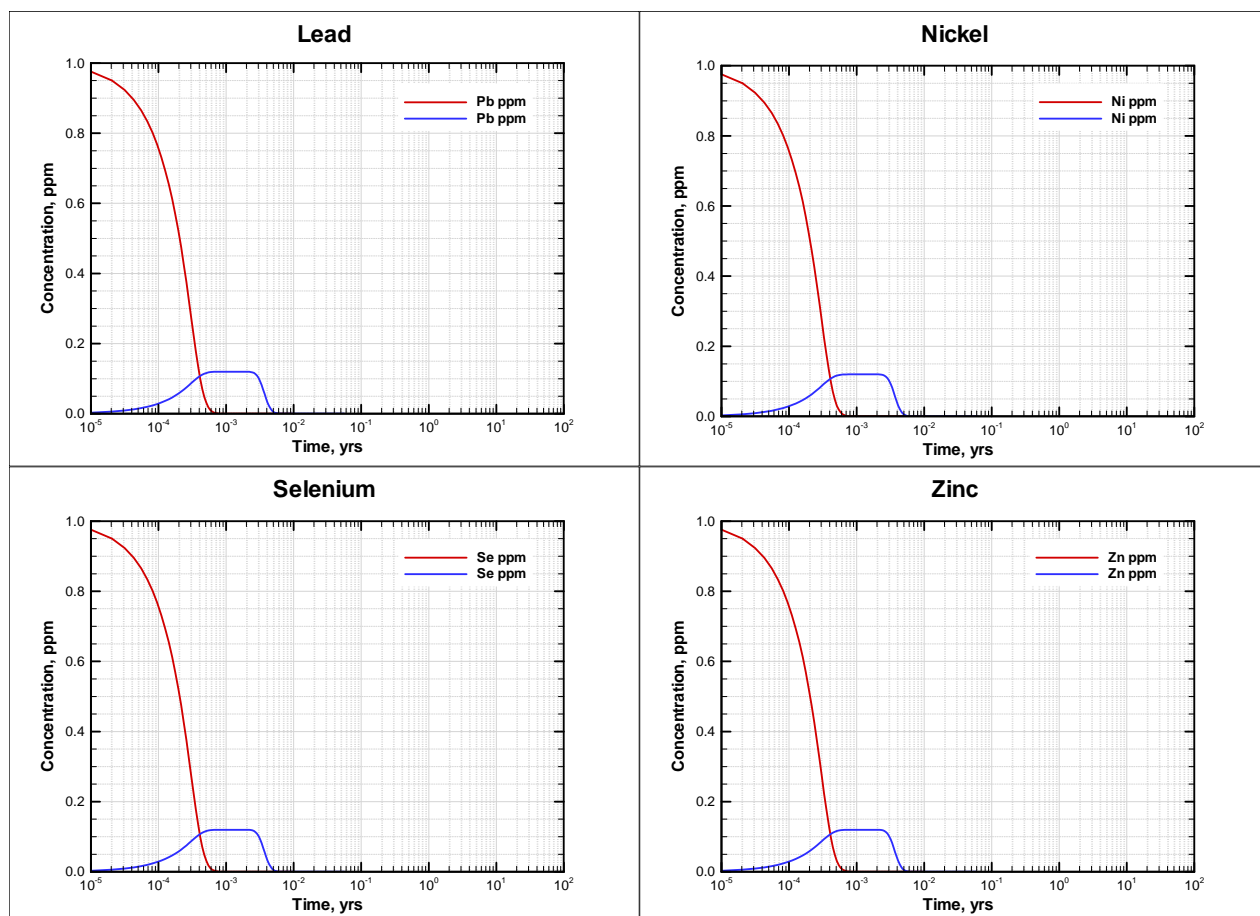 Lead
Concentration, ppm
1.0
0.8
0.6
0.4
0.2
0.0
Pb ppm
Pb ppm
10⁻⁵ 10⁻⁴ 10⁻³ 10⁻² 10⁻¹ 10⁰ 10¹ 10²
Time, yrs
Nickel
Concentration, ppm
1.0
0.8
0.6
0.4
0.2
0.0
Ni ppm
Ni ppm
10⁻⁵ 10⁻⁴ 10⁻³ 10⁻² 10⁻¹ 10⁰ 10¹ 10²
Time, yrs
Selenium
Concentration, ppm
1.0
0.8
0.6
0.4
0.2
0.0
Se ppm
Se ppm
10⁻⁵ 10⁻⁴ 10⁻³ 10⁻² 10⁻¹ 10⁰ 10¹ 10²
Time, yrs
Zinc
Concentration, ppm
1.0
0.8
0.6
0.4
0.2
0.0
Zn ppm
Zn ppm
10⁻⁵ 10⁻⁴ 10⁻³ 10⁻² 10⁻¹ 10⁰ 10¹ 10²
Time, yrs